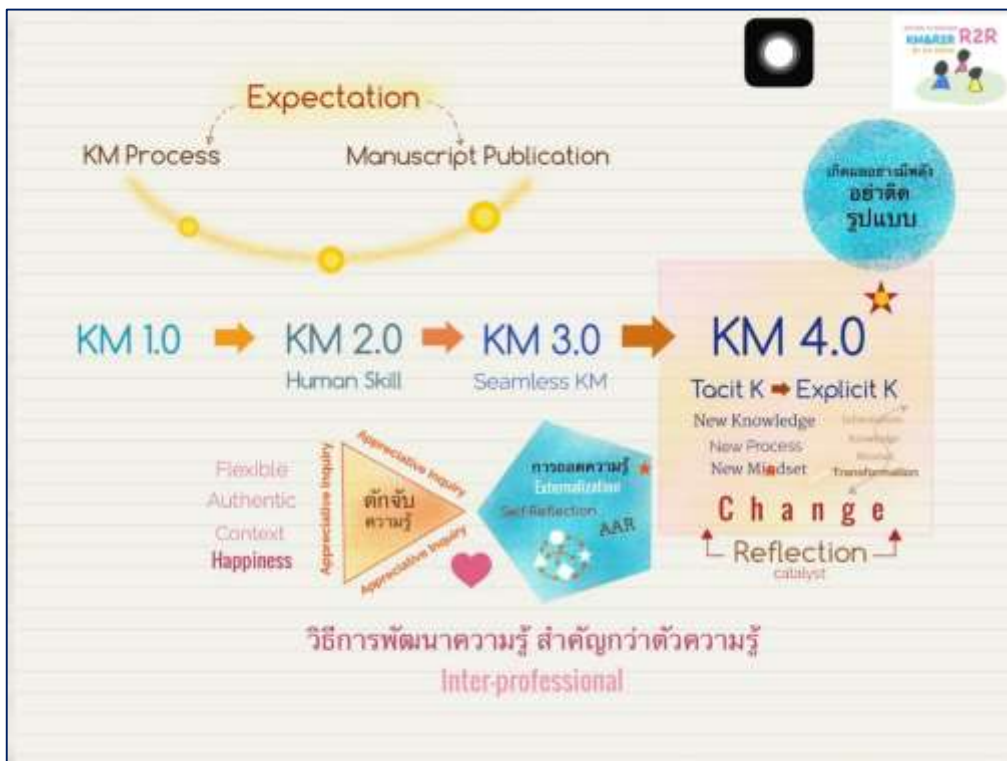 KM&R2R R2R
Expectation
KM Process
Manuscript Publication
เกิดผลอย่างมีพลัง
อย่าติด
รูปแบบ
KM 1.0
KM 2.0
Human Skill
KM 3.0
Seamless KM
KM 4.0
Tacit K
Explicit K
New Knowledge
New Process
New Mindset
Information
Knowledge
Transformation
Change
Reflection
catalyst
Flexible
Authentic
Context
Happiness
Appreciative Inquiry
Appreciative Inquiry
Appreciative Inquiry
ดักจับ
ความรู้
การถอดความรู้
Externalization
Self-Reflection
AAR
วิธีการพัฒนาความรู้ สำคัญกว่าตัวความรู้
Inter-professional